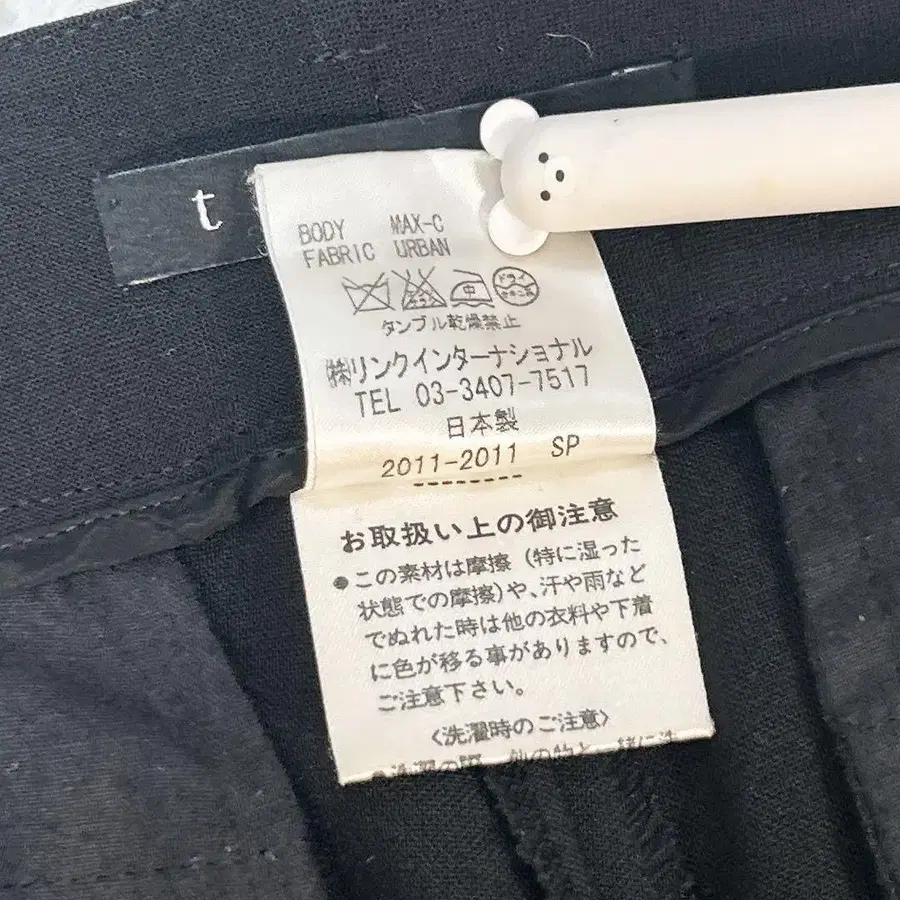 t
BODY MAX-C
FABRIC URBAN
中 ドライ
タンブル乾燥禁止
㈱リンクインターナショナル
TEL 03-3407-7517
日本製
2011-2011 SP
お取扱い上の御注意
●この素材は摩擦（特に湿った
状態での摩擦）や、汗や雨など
でぬれた時は他の衣料や下着
に色が移る事がありますので、
ご注意下さい。
〈洗濯時のご注意〉